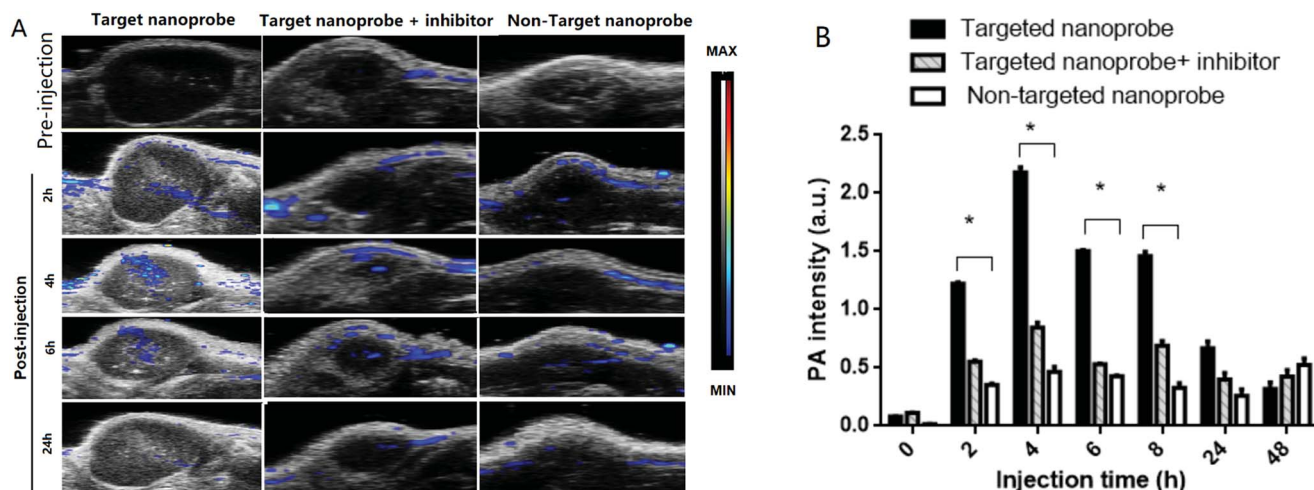 A
Target nanoprobe
Target nanoprobe + inhibitor
Non-Target nanoprobe
Pre-injection
Post-injection
2h
4h
6h
24h
MAX
MIN
B
Targeted nanoprobe
Targeted nanoprobe+ inhibitor
Non-targeted nanoprobe
PA intensity (a.u.)
2.5
2.0
1.5
1.0
0.5
0.0
*
*
*
*
0
2
4
6
8
24
48
Injection time (h)